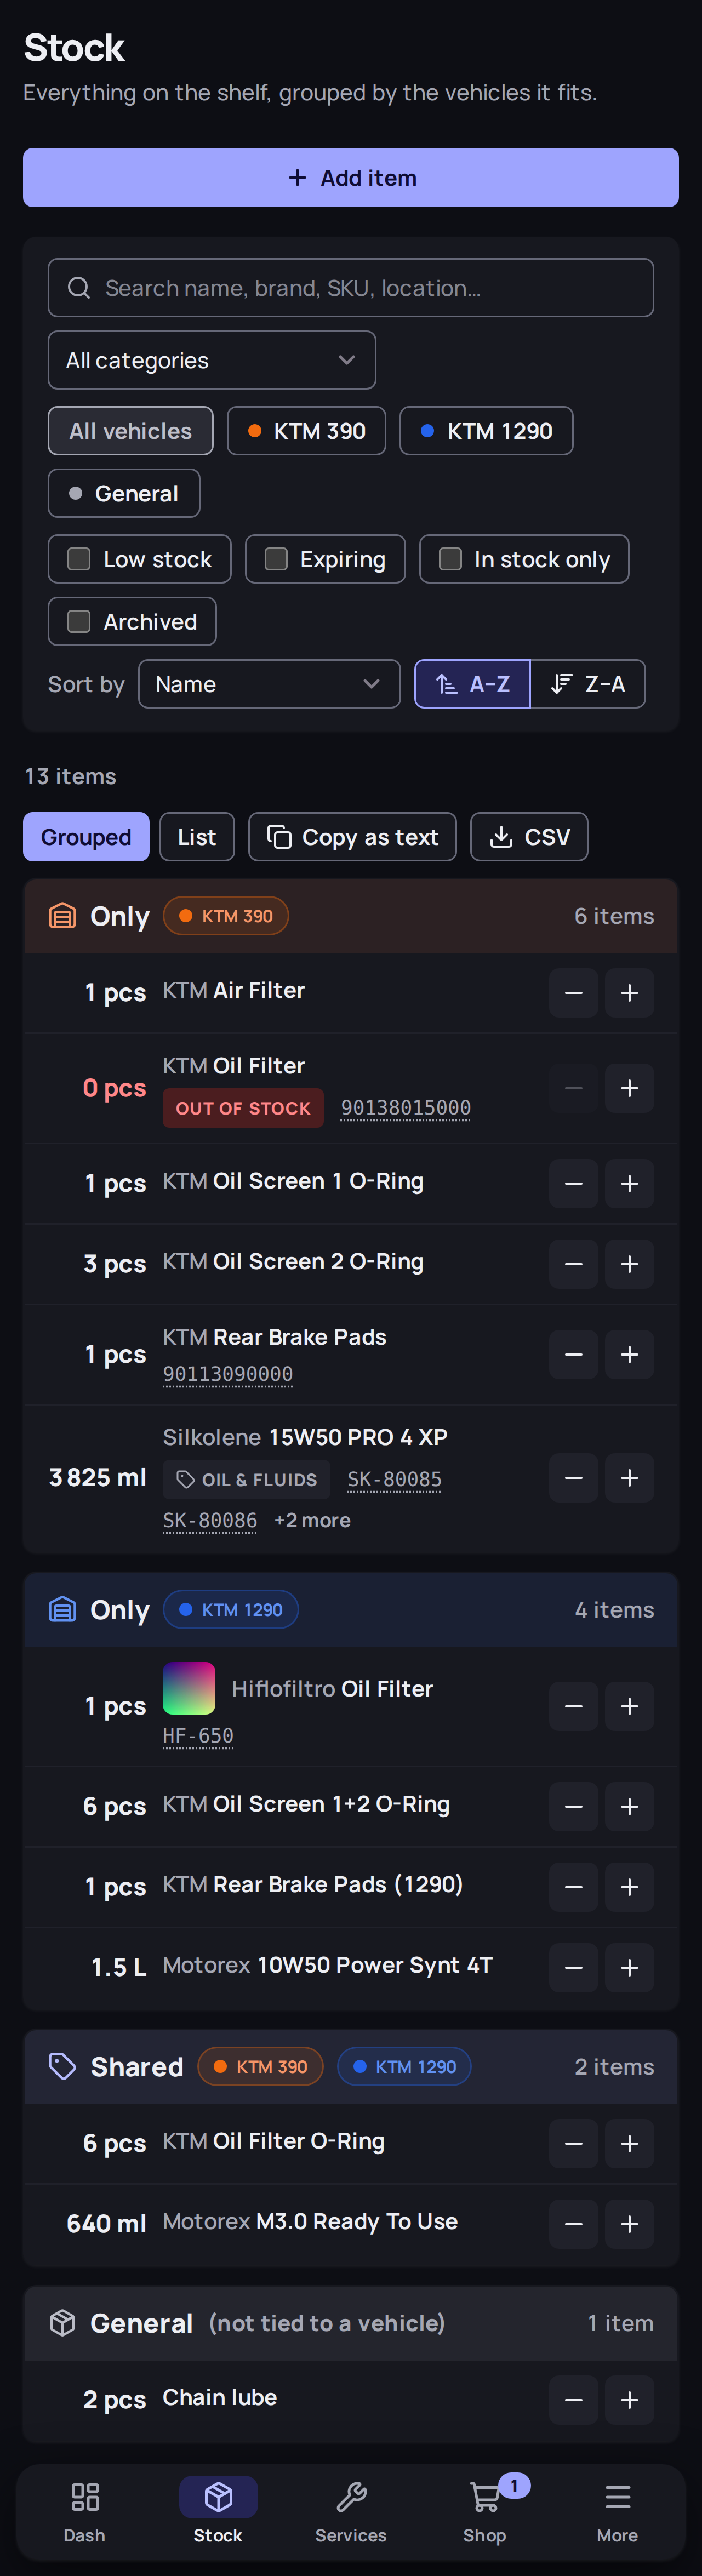 Stock
Everything on the shelf, grouped by the vehicles it fits.
Add item
Search name, brand, SKU, location...
All categories
All vehicles KTM 390 KTM 1290
General
Low stock Expiring In stock only
Archived
Sort by Name A–Z Z–A
13 items
Grouped List Copy as text CSV
Only KTM 390 6 items
1 pcs KTM Air Filter
0 pcs KTM Oil Filter
OUT OF STOCK 90138015000
1 pcs KTM Oil Screen 1 O-Ring
3 pcs KTM Oil Screen 2 O-Ring
1 pcs KTM Rear Brake Pads
90113090000
3 825 ml Silkolene 15W50 PRO 4 XP
OIL & FLUIDS SK-80085
SK-80086 +2 more
Only KTM 1290 4 items
1 pcs Hiflofiltro Oil Filter
HF-650
6 pcs KTM Oil Screen 1+2 O-Ring
1 pcs KTM Rear Brake Pads (1290)
1.5 L Motorex 10W50 Power Synt 4T
Shared KTM 390 KTM 1290 2 items
6 pcs KTM Oil Filter O-Ring
640 ml Motorex M3.0 Ready To Use
General (not tied to a vehicle) 1 item
2 pcs Chain lube
1
Dash Stock Services Shop More